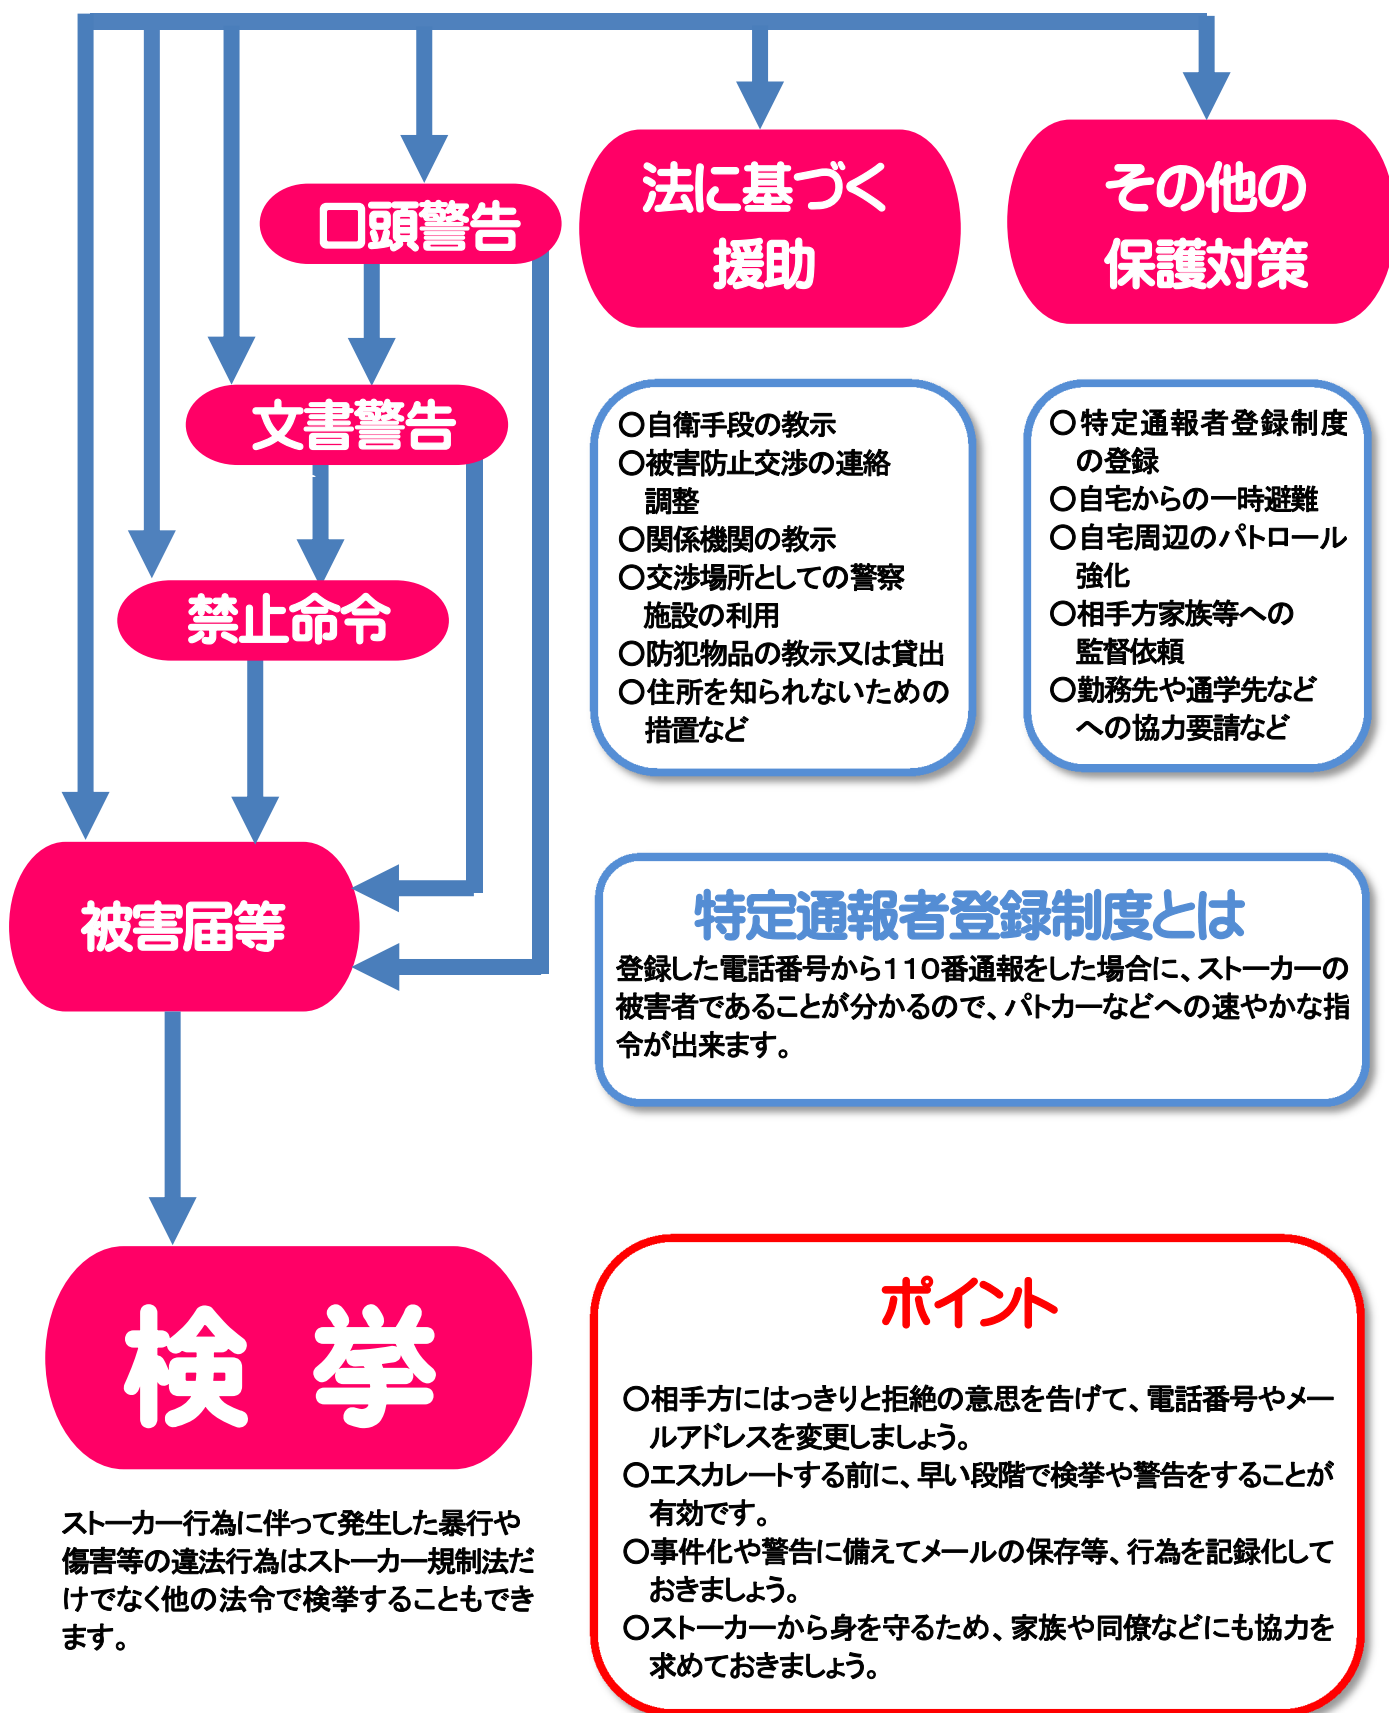 口頭警告
法に基づく
援助
その他の
保護対策
文書警告
禁止命令
被害届等
○自衛手段の教示
○被害防止交渉の連絡
調整
○関係機関の教示
○交渉場所としての警察
施設の利用
○防犯物品の教示又は貸出
○住所を知られないための
措置など
○特定通報者登録制度
の登録
○自宅からの一時避難
○自宅周辺のパトロール
強化
○相手方家族等への
監督依頼
○勤務先や通学先など
への協力要請など
特定通報者登録制度とは
登録した電話番号から110番通報をした場合に、ストーカーの
被害者であることが分かるので、パトカーなどへの速やかな指
令が出来ます。
検 挙
ストーカー行為に伴って発生した暴行や
傷害等の違法行為はストーカー規制法だ
けでなく他の法令で検挙することもでき
ます。
ポイント
○相手方にはっきりと拒絶の意思を告げて、電話番号やメー
ルアドレスを変更しましょう。
○エスカレートする前に、早い段階で検挙や警告をすることが
有効です。
○事件化や警告に備えてメールの保存等、行為を記録化して
おきましょう。
○ストーカーから身を守るため、家族や同僚などにも協力を
求めておきましょう。